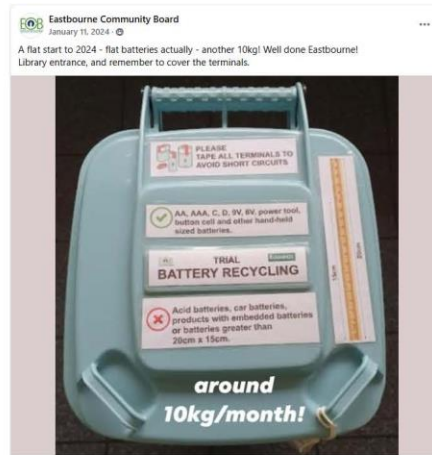 Eastbourne Community Board
January 11, 2024
A flat start to 2024 - flat batteries actually - another 10kg! Well done Eastbourne!
Library entrance, and remember to cover the terminals.
PLEASE
TAPE ALL TERMINALS TO
AVOID SHORT CIRCUITS
AA, AAA, C, D, 9V, 6V, power tool,
button cell and other hand-held
sized batteries.
TRIAL
BATTERY RECYCLING
Acid batteries, car batteries,
products with embedded batteries
or batteries greater than
20cm x 15cm.
15cm
20cm
around
10kg/month!